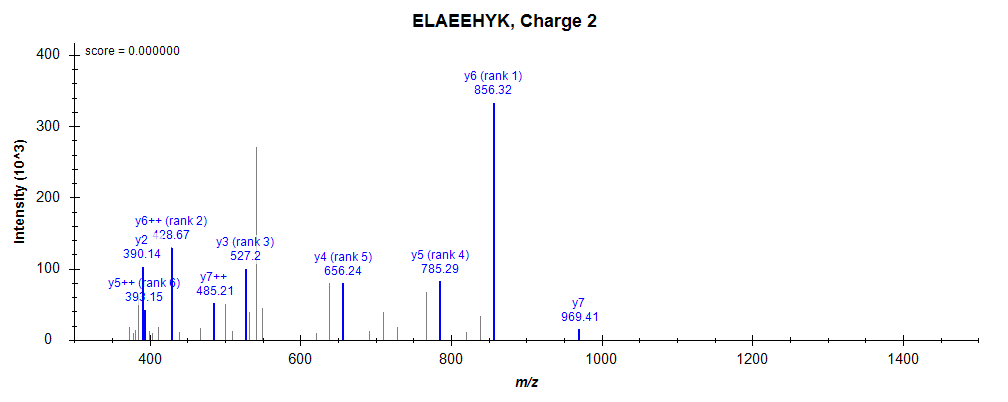 ELAEEHYK, Charge 2
score = 0.000000
400
300
200
100
0
Intensity (10^3)
y6 (rank 1)
856.32
y6++ (rank 2)
428.67
y2
390.14
y3 (rank 3)
527.2
y4 (rank 5)
656.24
y5 (rank 4)
785.29
y5++ (rank 6)
393.15
y7++
485.21
y7
969.41
400 600 800 1000 1200 1400
m/z